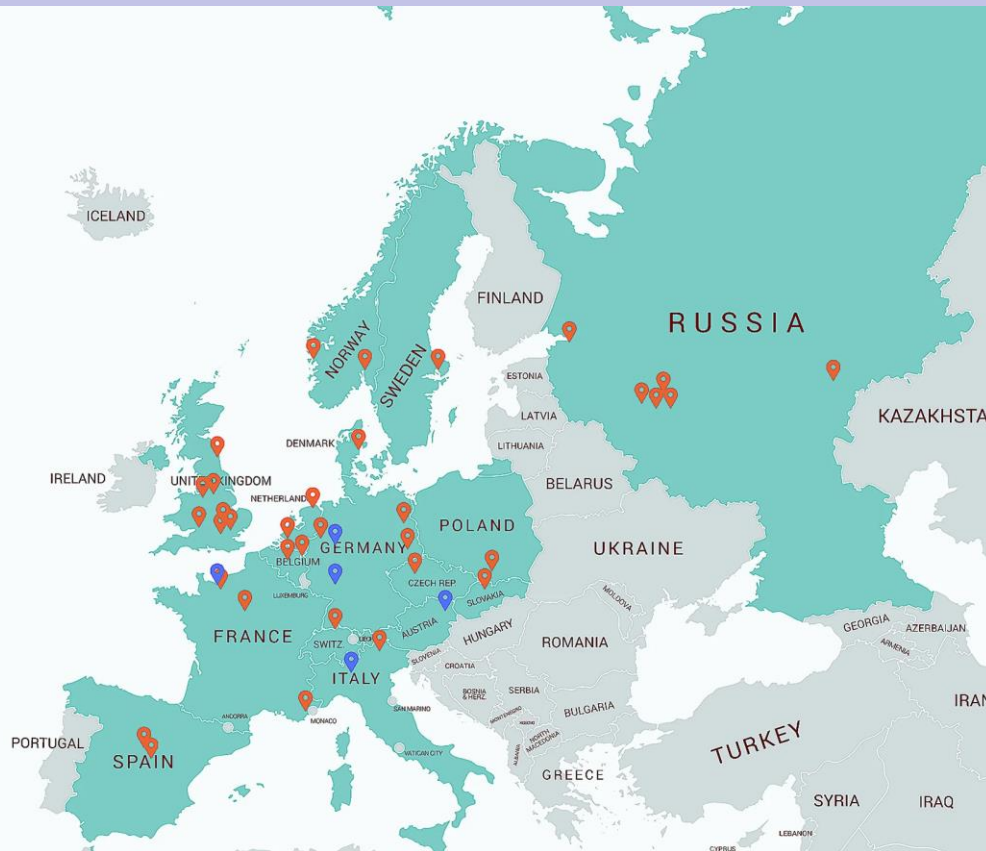 ICELAND
FINLAND
RUSSIA
NORWAY
SWEDEN
ESTONIA
LATVIA
LITHUANIA
KAZAKHSTA
DENMARK
IRELAND
UNITED KINGDOM
NETHERLAND
BELARUS
POLAND
GERMANY
BELGIUM
UKRAINE
CZECH REP.
LUXEMBURG
SLOVAKIA
MOLDOVA
FRANCE
AUSTRIA
SWITZ.
HUNGARY
ROMANIA
GEORGIA
AZERBAIJAN
ARMENIA
SLOVENIA
CROATIA
ITALY
BOSNIA
& HERZ.
SERBIA
MONTENEGRO
KOSOVO
BULGARIA
SAN MARINO
MONACO
ANDORRA
IRAN
NORTH
MACEDONIA
ALBANIA
VATICAN CITY
PORTUGAL
SPAIN
TURKEY
GREECE
SYRIA
IRAQ
LEBANON
CYPRUS